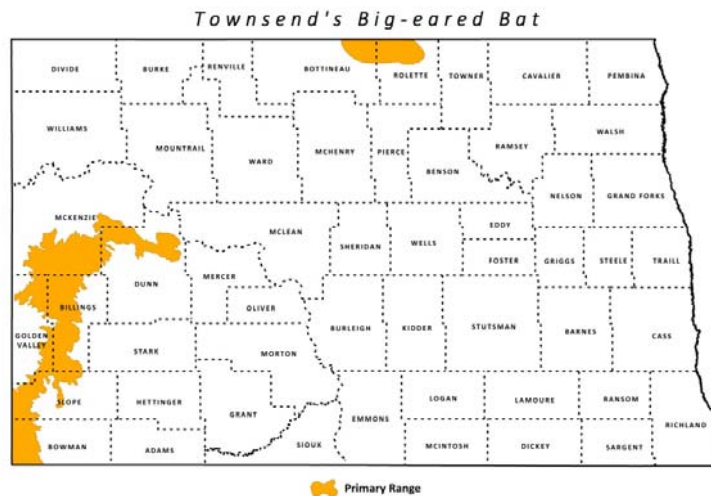 Townsend's Big-eared Bat
DIVIDE BURKE RENVILLE BOTTINEAU ROLETTE TOWNER CAVALIER PEMBINA
WILLIAMS MOUNTRAIL WARD MCHENRY PIERCE BENSON RAMSEY WALSH
MCKENZIE MCLEAN SHERIDAN WELLS EDDY NELSON GRAND FORKS
DUNN MERCER FOSTER GRIGGS STEELE TRAILL
BILLINGS OLIVER
GOLDEN
VALLEY STARK MORTON BURLEIGH KIDDER STUTSMAN BARNES CASS
SLOPE HETTINGER GRANT EMMONS LOGAN LAMOURE RANSOM RICHLAND
BOWMAN ADAMS SIOUX MCINTOSH DICKEY SARGENT
Primary Range